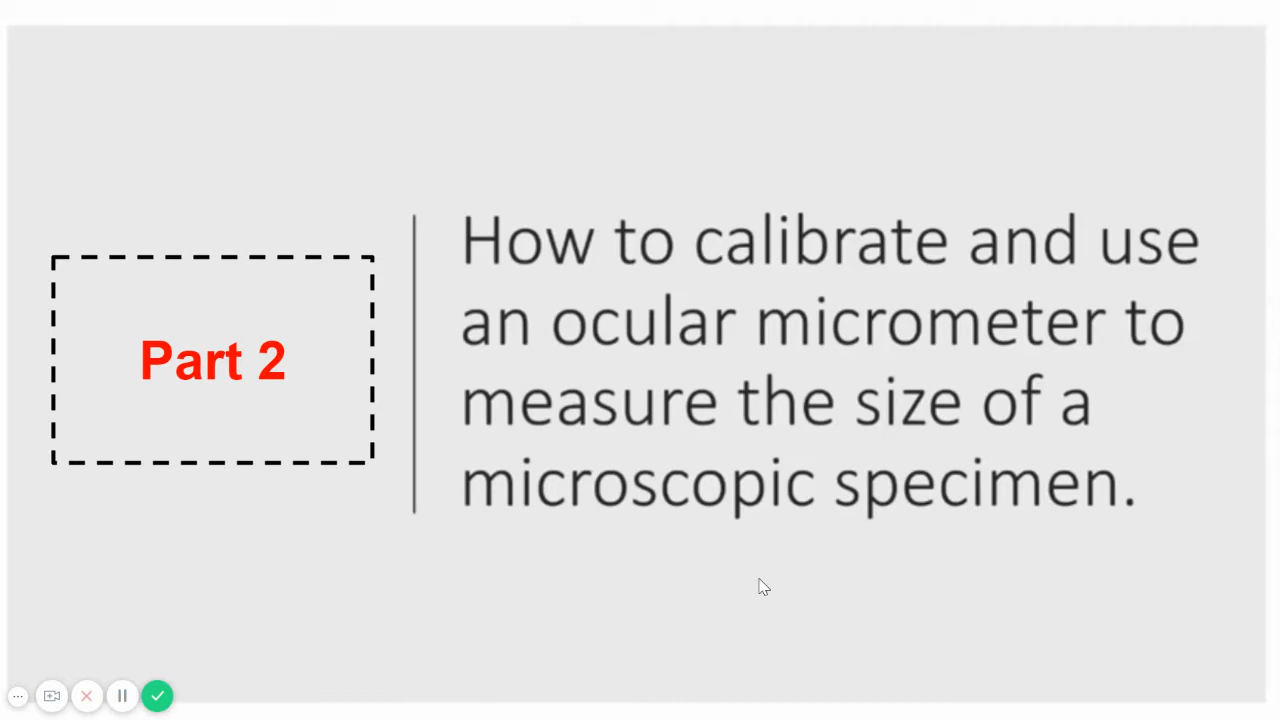 Part 2
How to calibrate and use
an ocular micrometer to
measure the size of a
microscopic specimen.